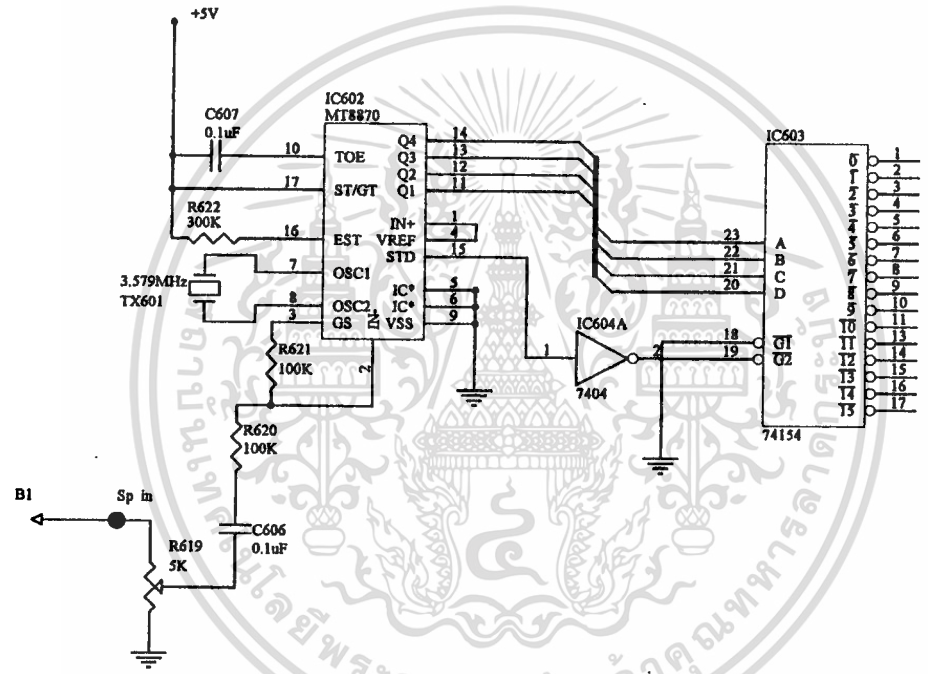 +5V
C607
0.1uF
IC602
MT8870
10
TOE
17
ST/GT
R622
300K
16
EST
3.579MHz
TX601
7
OSC1
8
OSC2
3
GS
IN-
2
Q4
14
Q3
13
Q2
12
Q1
11
IN+
1
VREF
4
STD
15
IC*
5
IC*
6
VSS
9
R621
100K
R620
100K
C606
0.1uF
B1
Sp in
R619
5K
IC604A
1
2
7404
IC603
23
A
22
B
21
C
20
D
18
G1
19
G2
74154
0
1
1
2
2
3
3
4
4
5
5
6
6
7
7
8
8
9
9
10
10
11
11
13
12
14
13
15
14
16
15
17